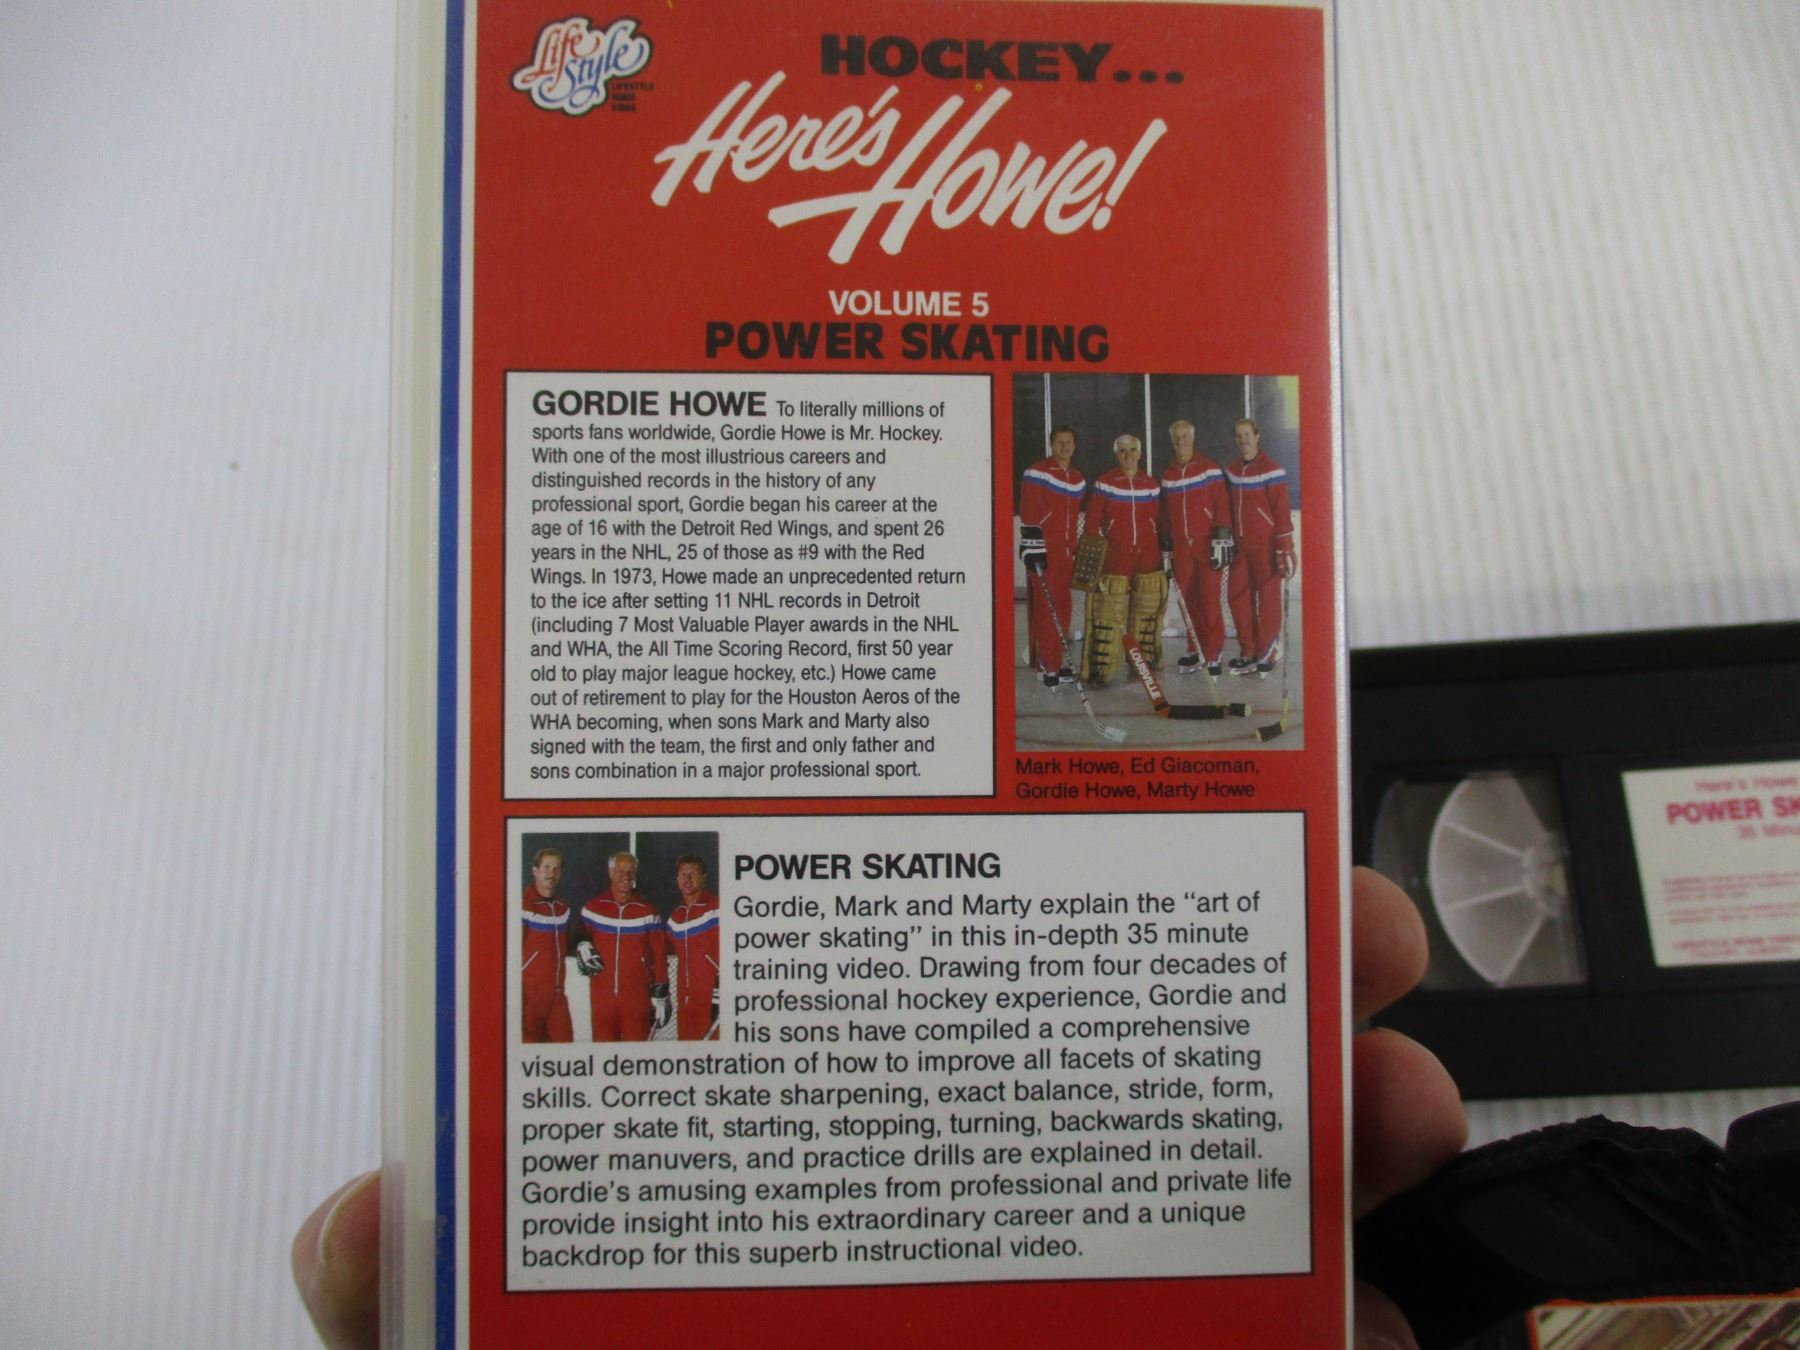 Life
Style
LIFESTYLE
HOME
VIDEO
HOCKEY...
Here's
Howe!
VOLUME 5
POWER SKATING
GORDIE HOWE To literally millions of
sports fans worldwide, Gordie Howe is Mr. Hockey.
With one of the most illustrious careers and
distinguished records in the history of any
professional sport, Gordie began his career at the
age of 16 with the Detroit Red Wings, and spent 26
years in the NHL, 25 of those as #9 with the Red
Wings. In 1973, Howe made an unprecedented return
to the ice after setting 11 NHL records in Detroit
(including 7 Most Valuable Player awards in the NHL
and WHA, the All Time Scoring Record, first 50 year
old to play major league hockey, etc.) Howe came
out of retirement to play for the Houston Aeros of the
WHA becoming, when sons Mark and Marty also
signed with the team, the first and only father and
sons combination in a major professional sport.
LOUISVILLE
Mark Howe, Ed Giacoman,
Gordie Howe, Marty Howe
POWER SKATING
Gordie, Mark and Marty explain the “art of
power skating” in this in-depth 35 minute
training video. Drawing from four decades of
professional hockey experience, Gordie and
his sons have compiled a comprehensive
visual demonstration of how to improve all facets of skating
skills. Correct skate sharpening, exact balance, stride, form,
proper skate fit, starting, stopping, turning, backwards skating,
power manuvers, and practice drills are explained in detail.
Gordie's amusing examples from professional and private life
provide insight into his extraordinary career and a unique
backdrop for this superb instructional video.
Here's Howe
POWER SK
35 Minu